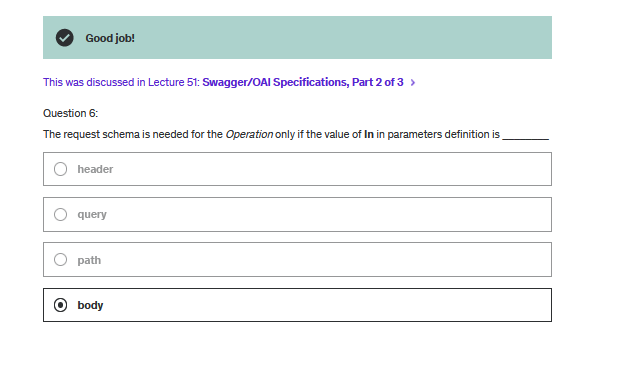 Good job!
This was discussed in Lecture 51: Swagger/OAI Specifications, Part 2 of 3 >
Question 6:
The request schema is needed for the Operation only if the value of In in parameters definition is ________
header
query
path
body